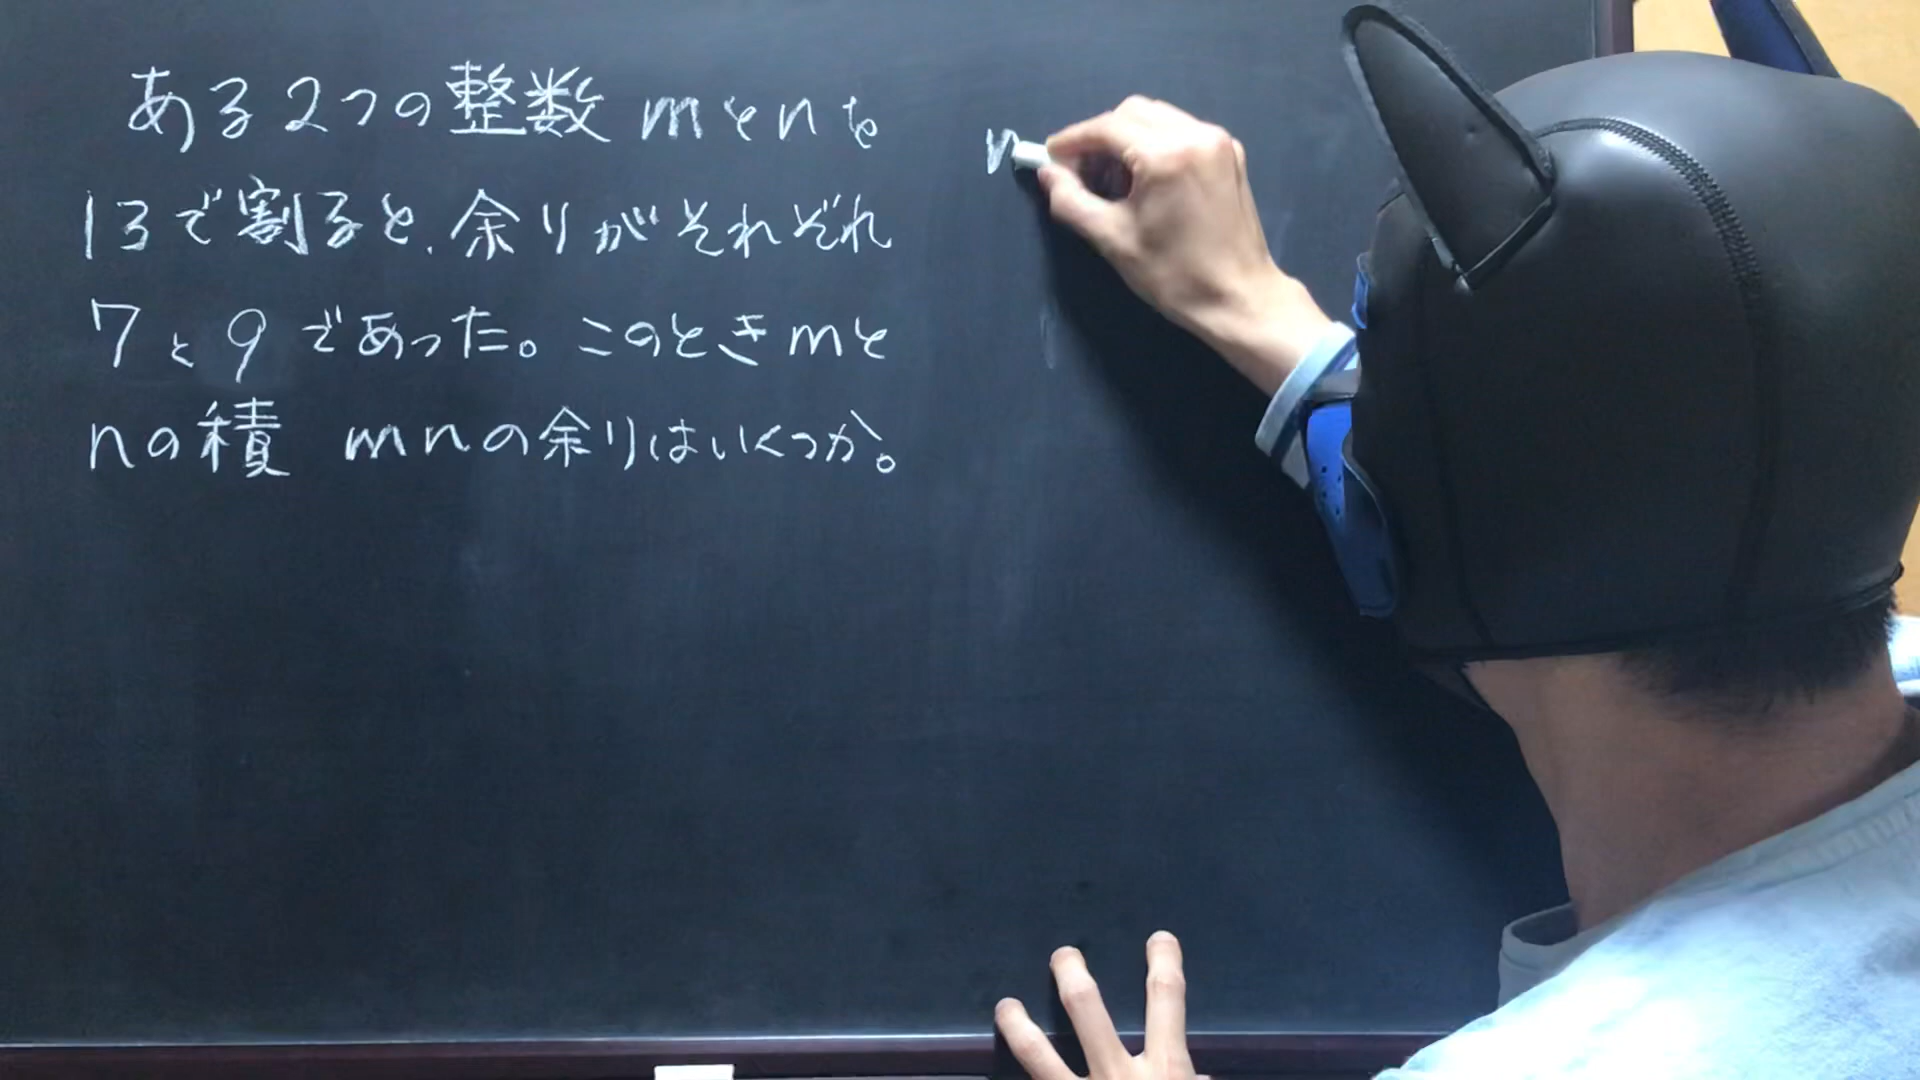 ある2つの整数 mとnを
13で割ると、余りがそれぞれ
7と9であった。このときmと
nの積 mnの余りはいくつか。